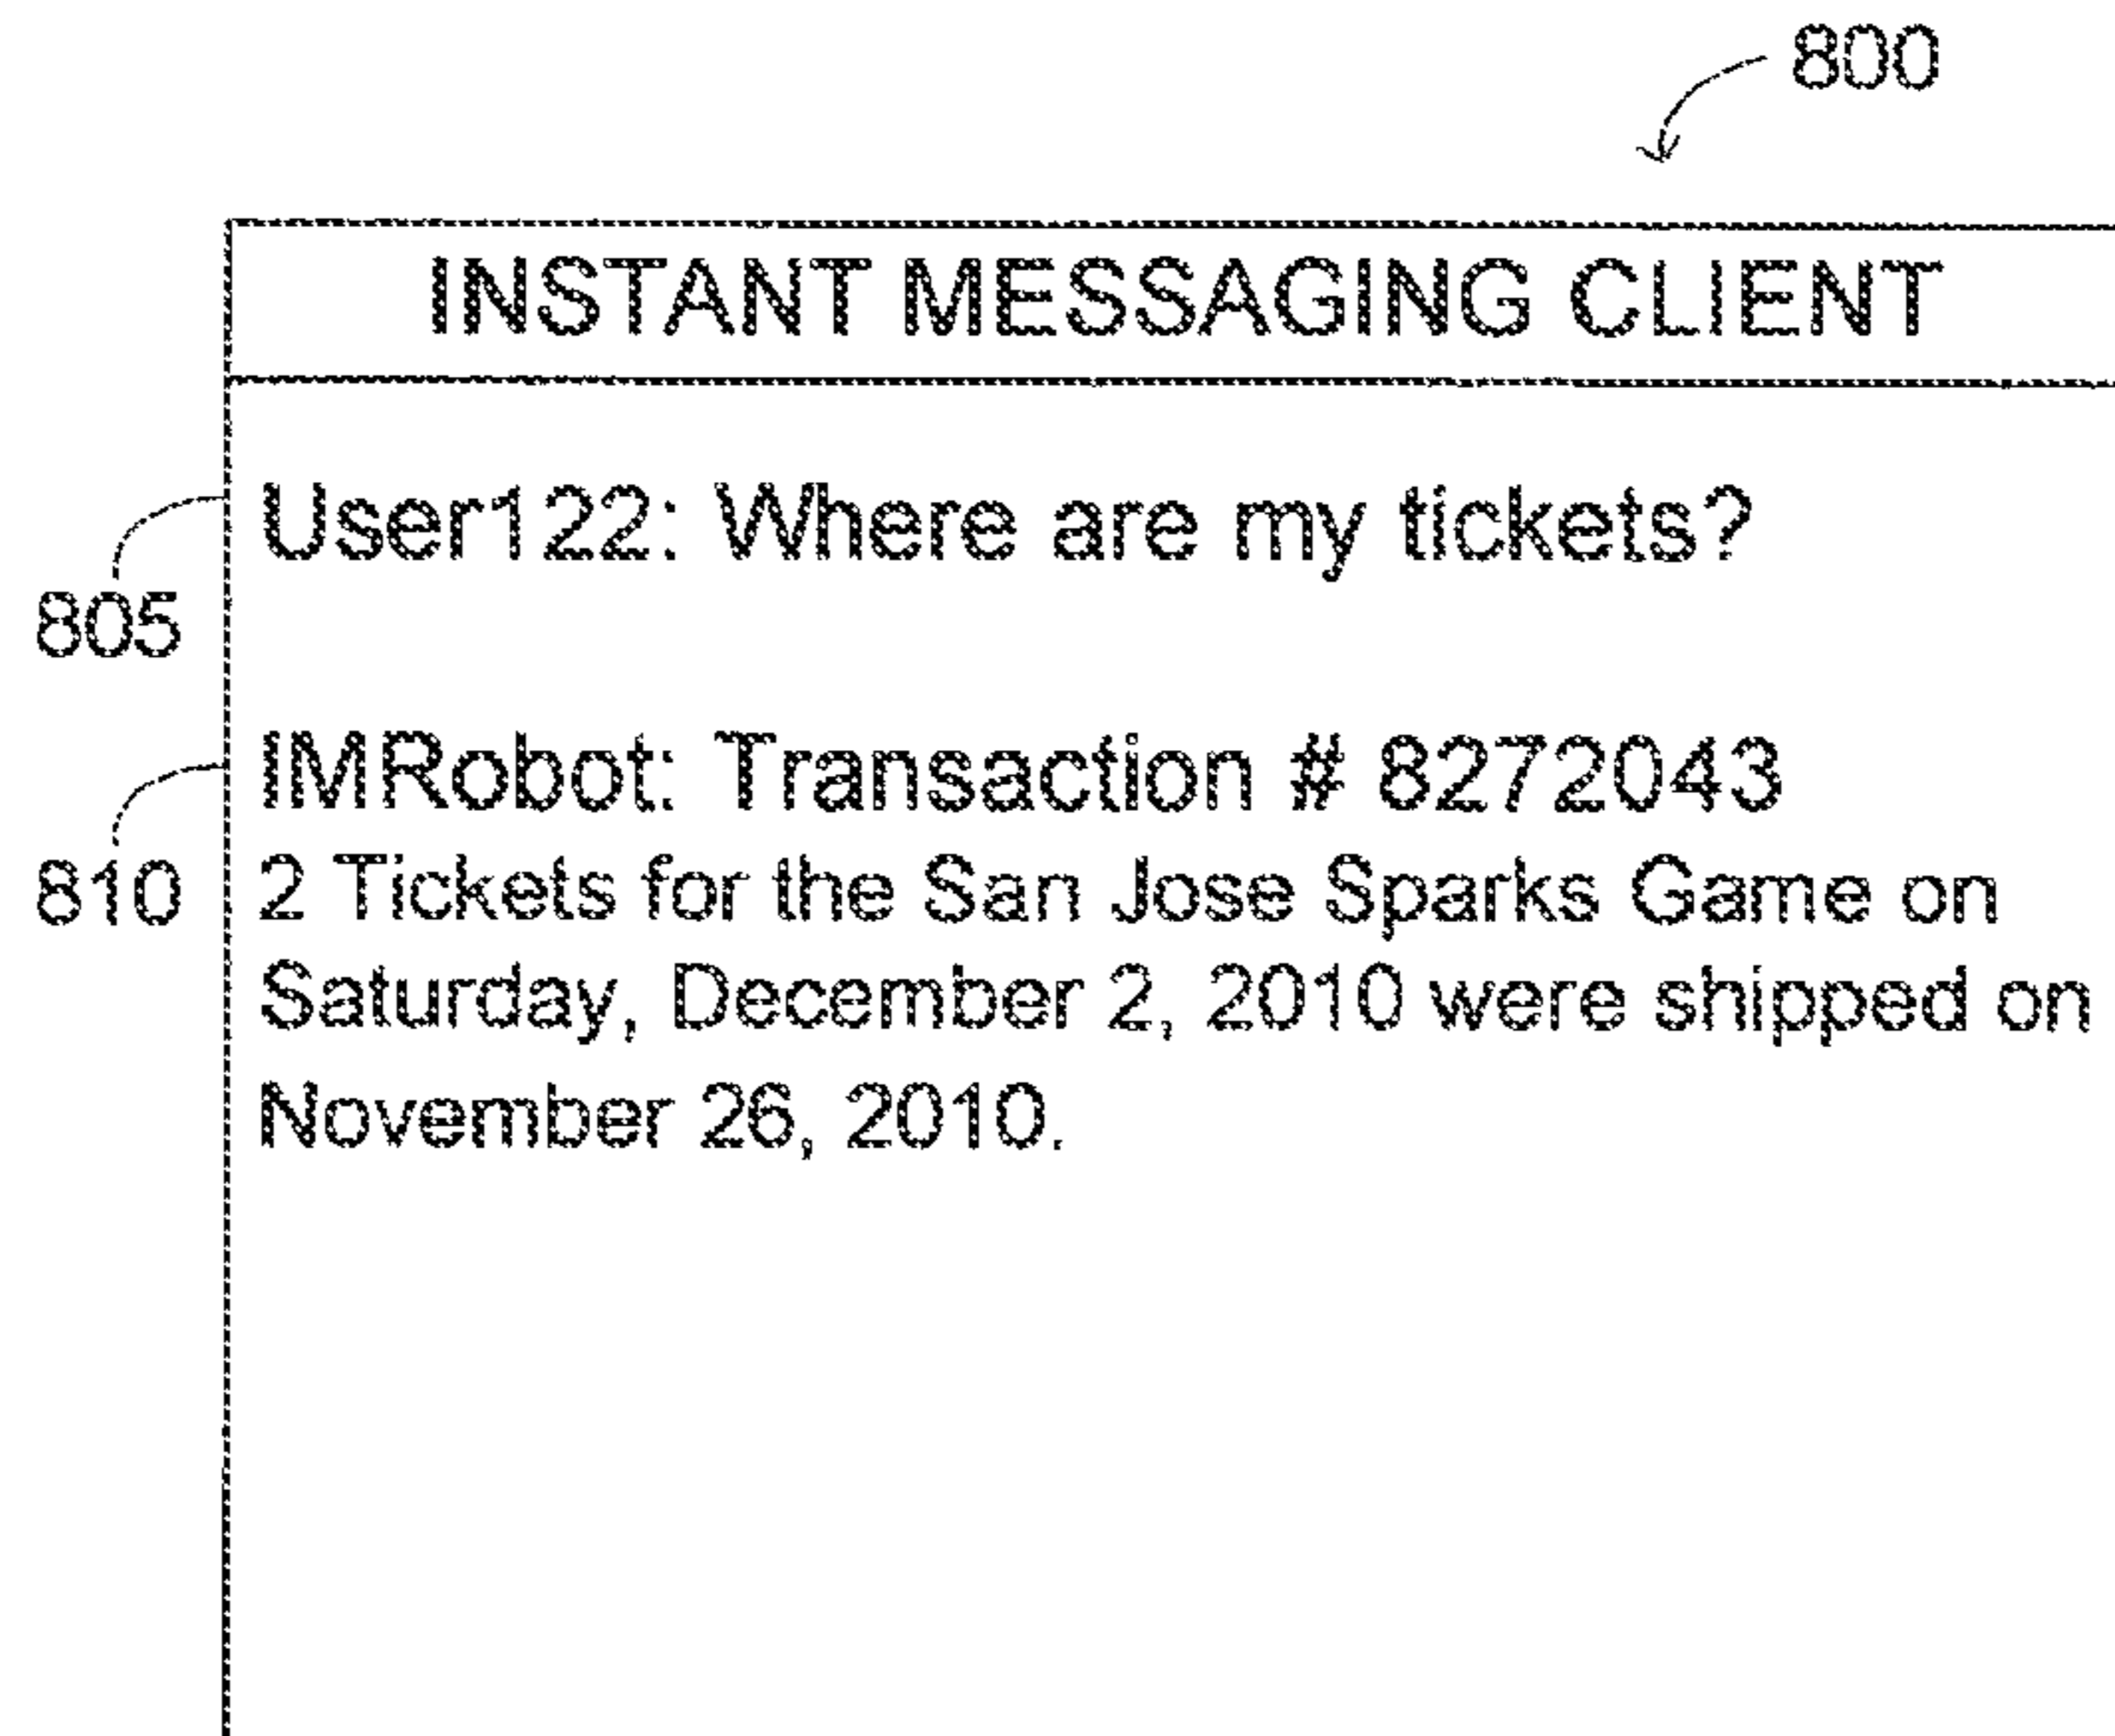 800
INSTANT MESSAGING CLIENT
User122: Where are my tickets?
805
IMRobot: Transaction # 8272043
810
2 Tickets for the San Jose Sparks Game on
Saturday, December 2, 2010 were shipped on
November 26, 2010.